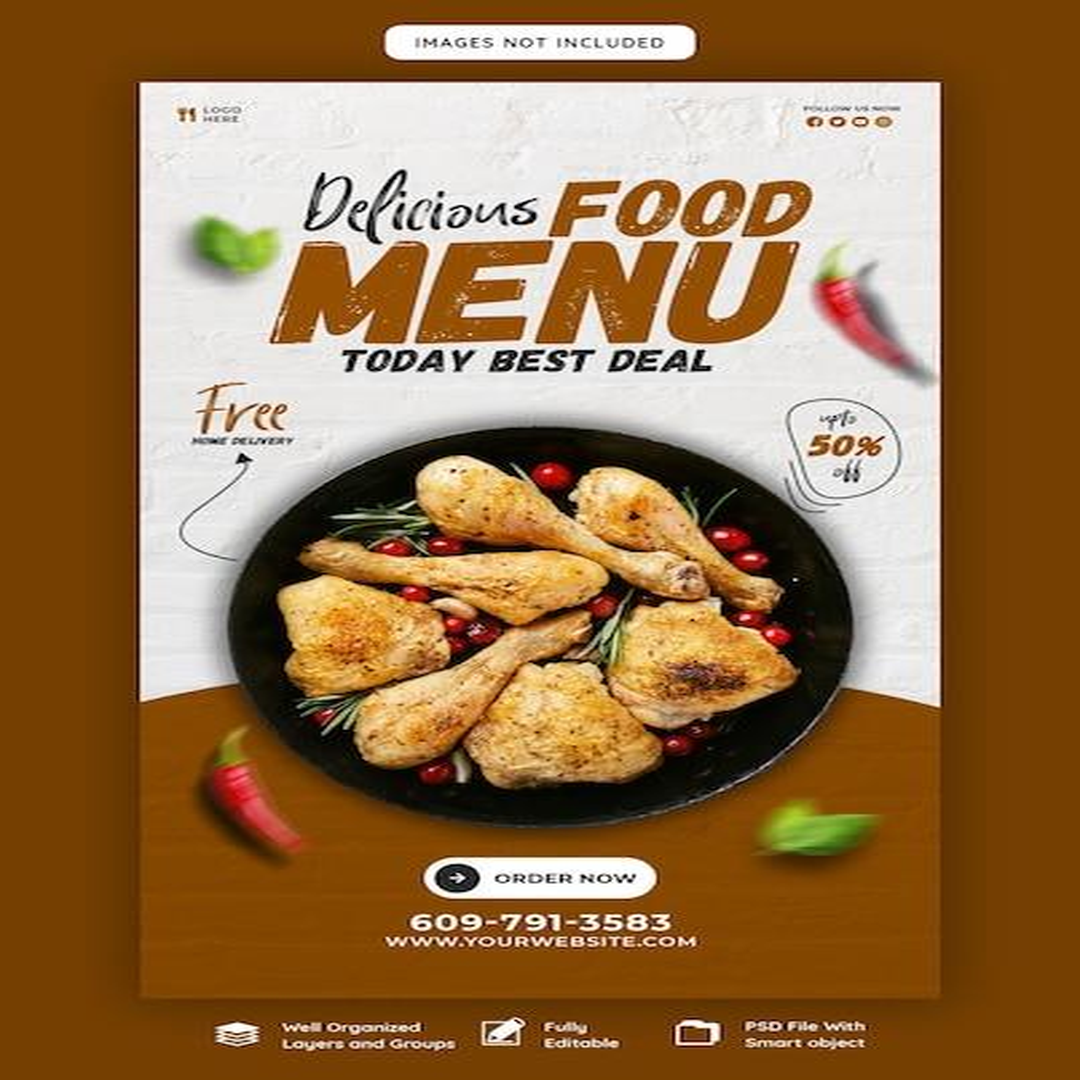 IMAGES NOT INCLUDED
LOGO
HERE
FOLLOW US NOW
Delicious FOOD
MENU
TODAY BEST DEAL
Free
HOME DELIVERY
upto
50%
off
ORDER NOW
609-791-3583
WWW.YOURWEBSITE.COM
Well Organized
Layers and Groups
Fully
Editable
PSD File With
Smart object